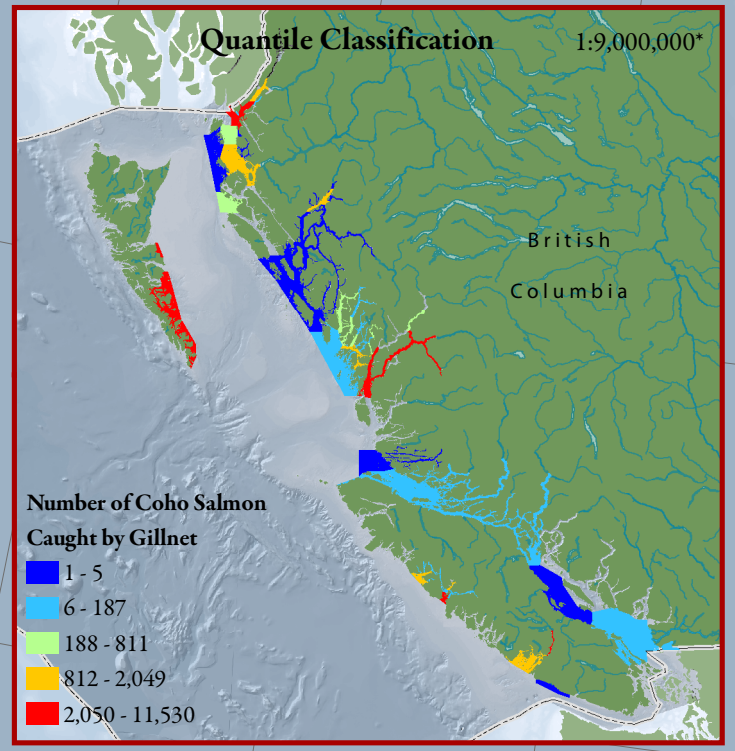 Quantile Classification
1:9,000,000*
British
Columbia
Number of Coho Salmon
Caught by Gillnet
1 - 5
6 - 187
188 - 811
812 - 2,049
2,050 - 11,530